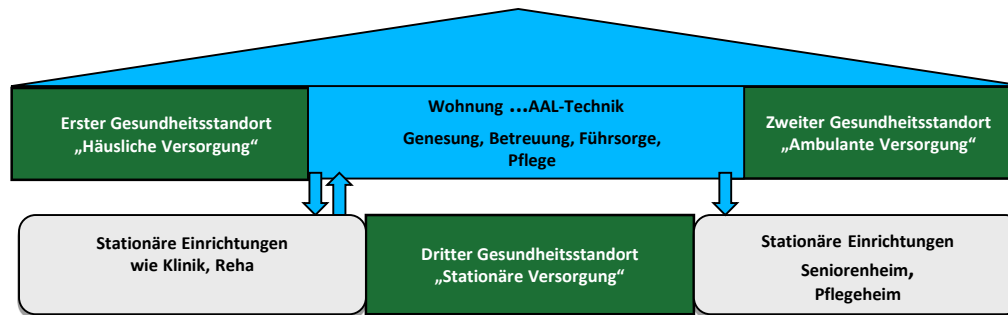 Erster Gesundheitsstandort
„Häusliche Versorgung“
Wohnung ...AAL-Technik
Genesung, Betreuung, Führsorge,
Pflege
Zweiter Gesundheitsstandort
„Ambulante Versorgung“
Stationäre Einrichtungen
wie Klinik, Reha
Dritter Gesundheitsstandort
„Stationäre Versorgung“
Stationäre Einrichtungen
Seniorenheim,
Pflegeheim